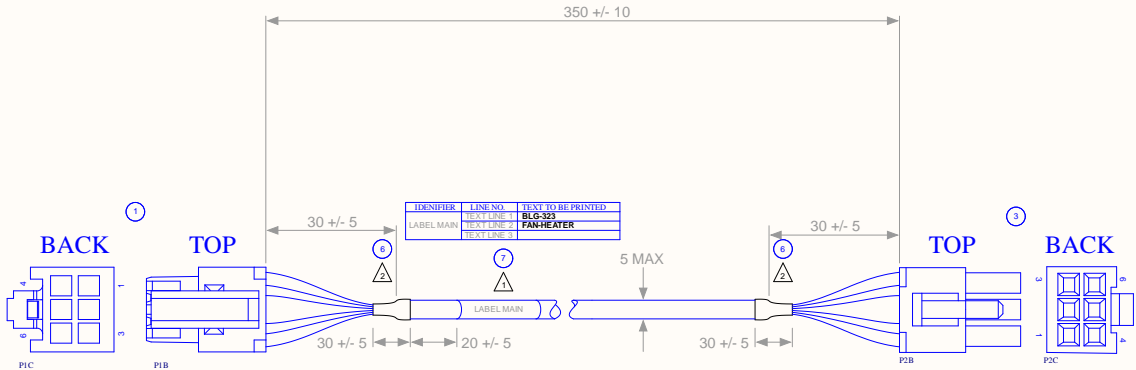 350 +/- 10
1
3
IDENIFIER LINE NO. TEXT TO BE PRINTED
LABEL MAIN
TEXT LINE 1 BLG-323
TEXT LINE 2 FAN-HEATER
TEXT LINE 3
30 +/- 5
30 +/- 5
BACK
TOP
6
2
7
1
6
2
5 MAX
TOP
BACK
4
1
6
3
LABEL MAIN
3
6
1
4
30 +/- 5
20 +/- 5
30 +/- 5
P1C
P1B
P2B
P2C